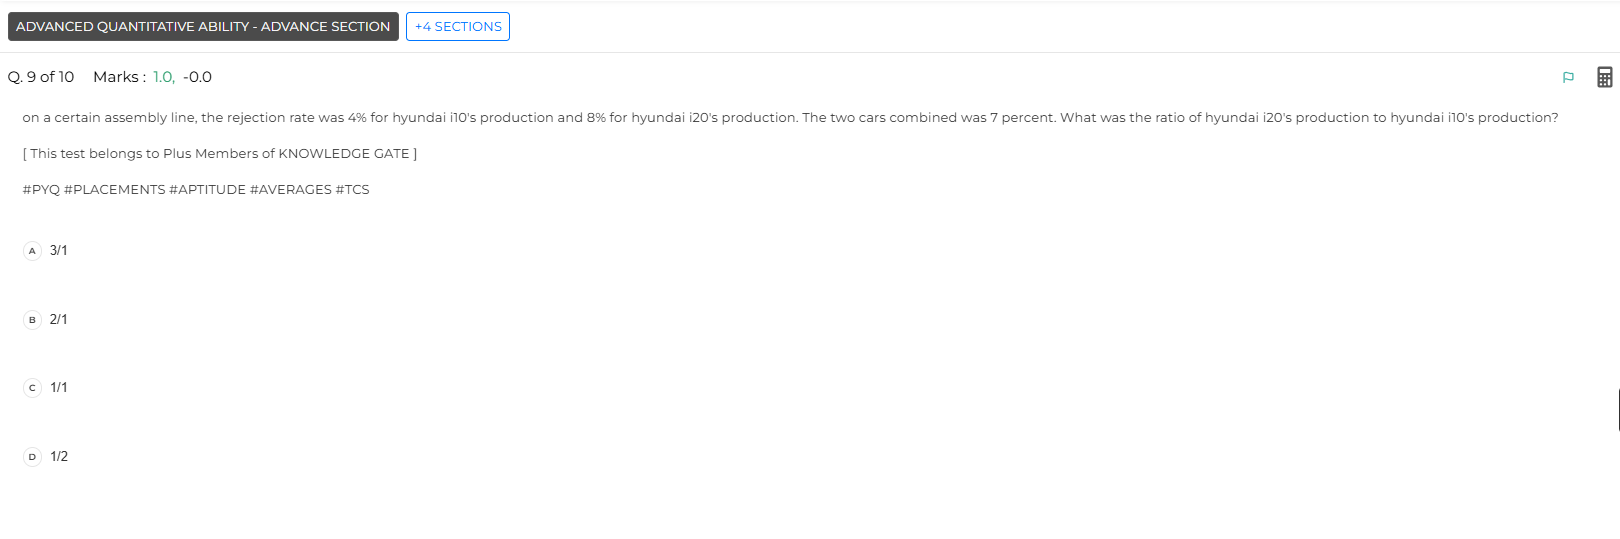 ADVANCED QUANTITATIVE ABILITY - ADVANCE SECTION +4 SECTIONS
Q. 9 of 10 Marks : 1.0, -0.0
on a certain assembly line, the rejection rate was 4% for hyundai i10's production and 8% for hyundai i20's production. The two cars combined was 7 percent. What was the ratio of hyundai i20's production to hyundai i10's production?
[ This test belongs to Plus Members of KNOWLEDGE GATE ]
#PYQ #PLACEMENTS #APTITUDE #AVERAGES #TCS
A 3/1
B 2/1
C 1/1
D 1/2